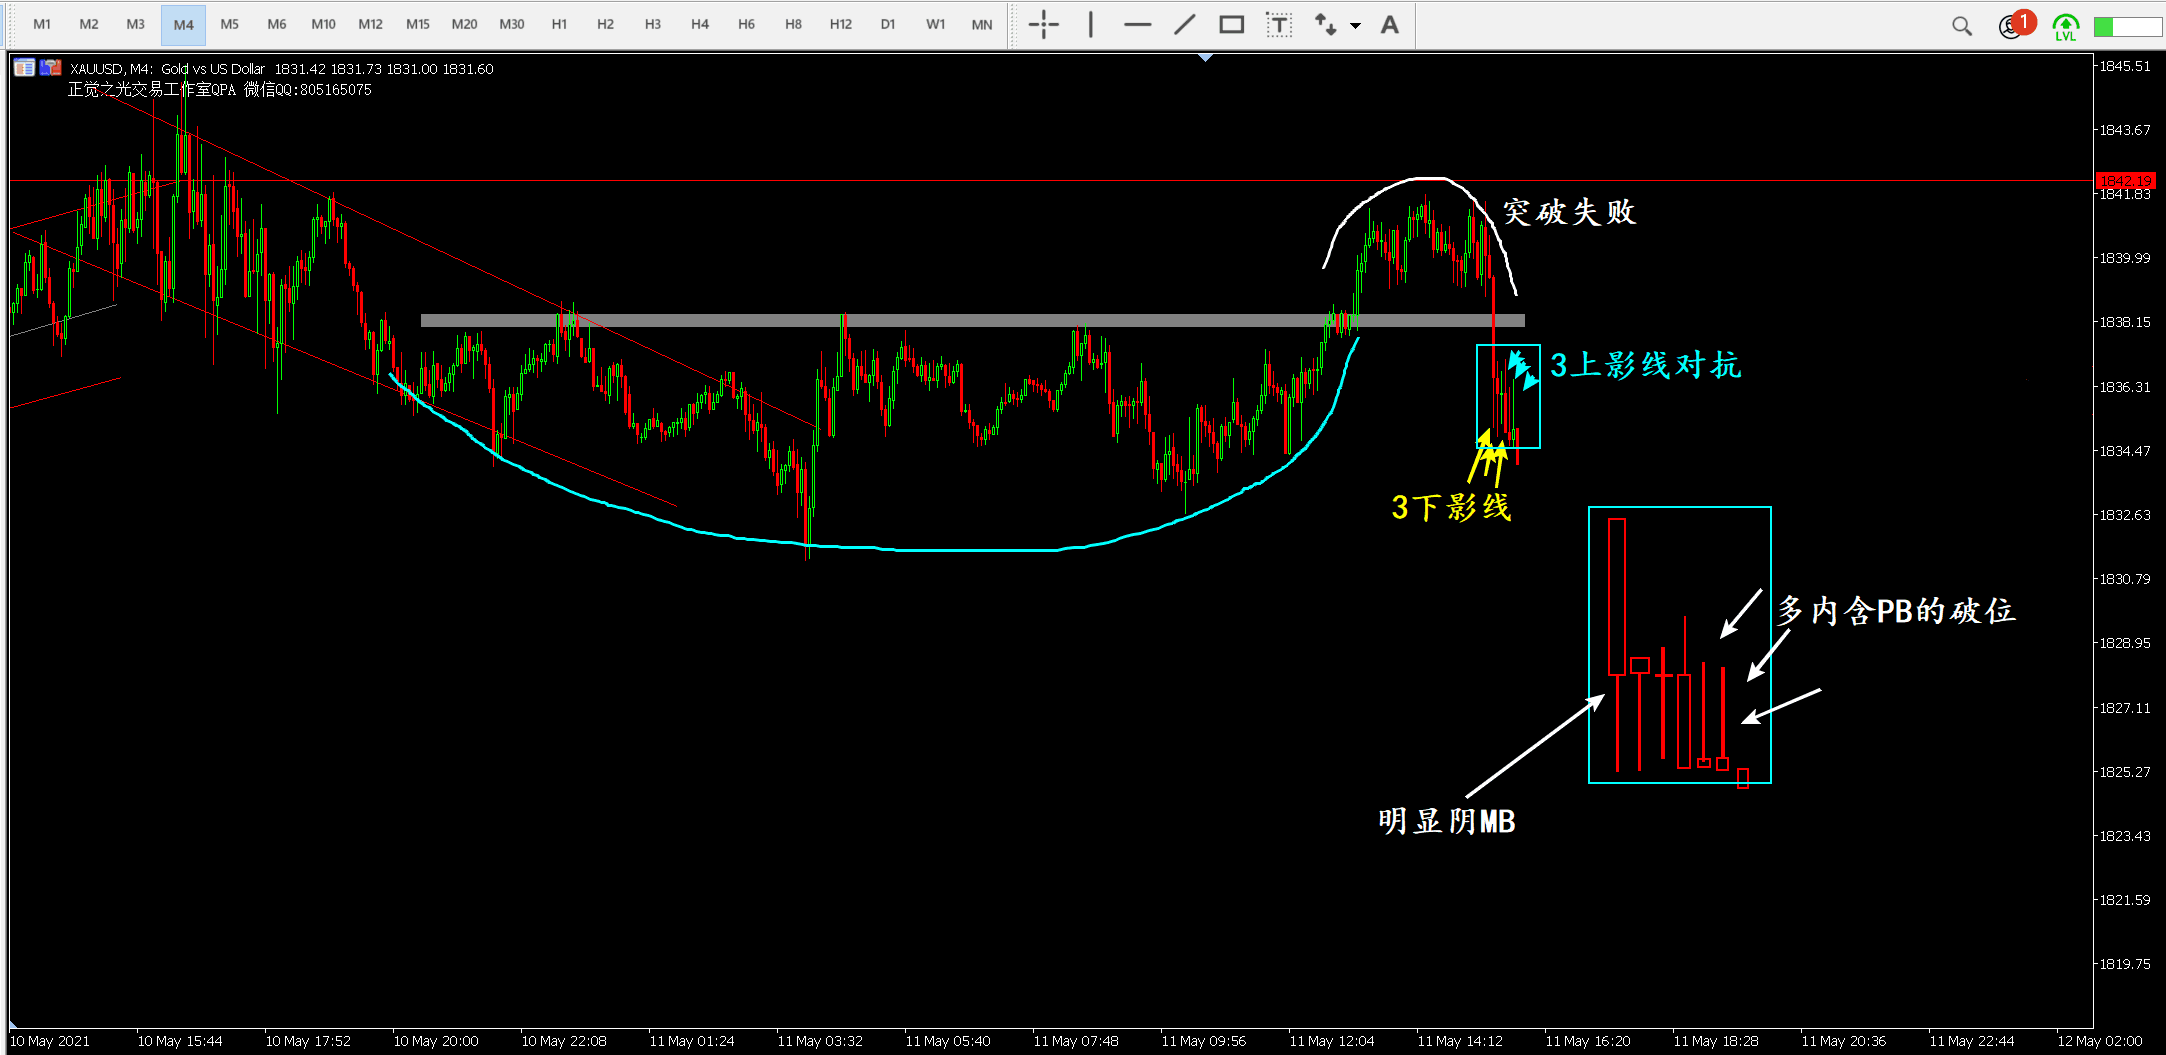 M1 M2 M3 M4 M5 M6 M10 M12 M15 M20 M30 H1 H2 H3 H4 H6 H8 H12 D1 W1 MN T A 1 LVL
XAUUSD, M4: Gold vs US Dollar 1831.42 1831.73 1831.00 1831.60
正觉之光交易工作室QPA 微信QQ:805165075
1845.51
1843.67
1842.19
1841.83
突破失败
1839.99
1838.15
3上影线对抗
1836.31
1834.47
3下影线
1832.63
1830.79
多内含PB的破位
1828.95
1827.11
1825.27
明显阴MB
1823.43
1821.59
1819.75
10 May 2021 10 May 15:44 10 May 17:52 10 May 20:00 10 May 22:08 11 May 01:24 11 May 03:32 11 May 05:40 11 May 07:48 11 May 09:56 11 May 12:04 11 May 14:12 11 May 16:20 11 May 18:28 11 May 20:36 11 May 22:44 12 May 02:00